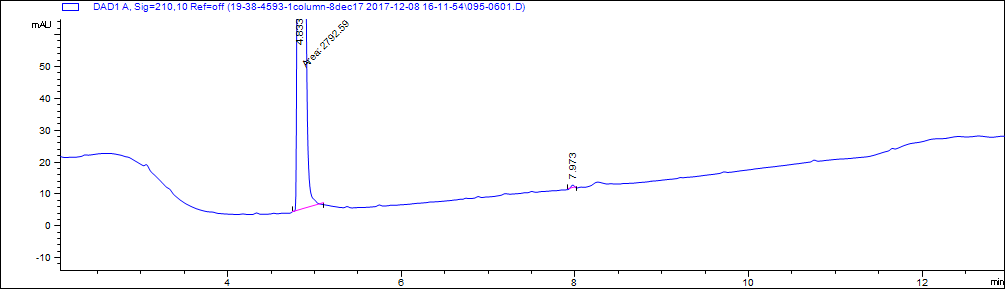 DAD1 A, Sig=210,10 Ref=off (19-38-4593-1column-8dec17 2017-12-08 16-11-54\095-0601.D)
mAU
4.833
Area: 2792.59
50
40
30
20
7.973
10
0
-10
4 6 8 10 12 min